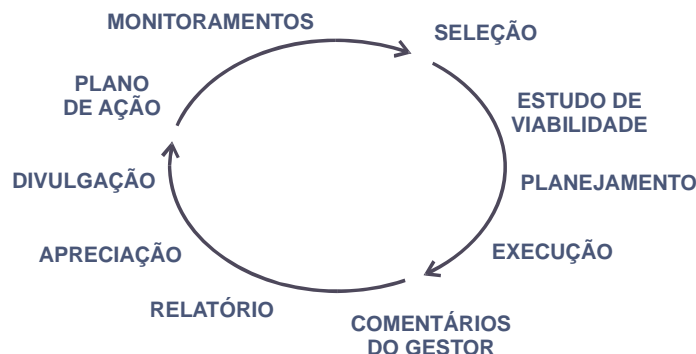 MONITORAMENTOS
SELEÇÃO
ESTUDO DE
VIABILIDADE
PLANEJAMENTO
EXECUÇÃO
COMENTÁRIOS
DO GESTOR
RELATÓRIO
APRECIAÇÃO
DIVULGAÇÃO
PLANO
DE AÇÃO